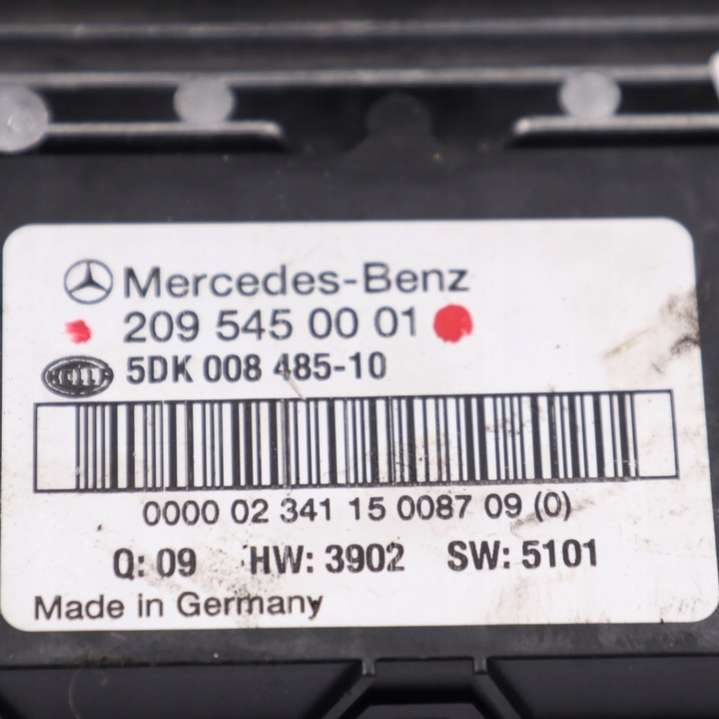 Mercedes-Benz
209 545 00 01
HELLA 5DK 008 485-10
0000 02 341 15 0087 09 (0)
Q: 09 HW: 3902 SW: 5101
Made in Germany